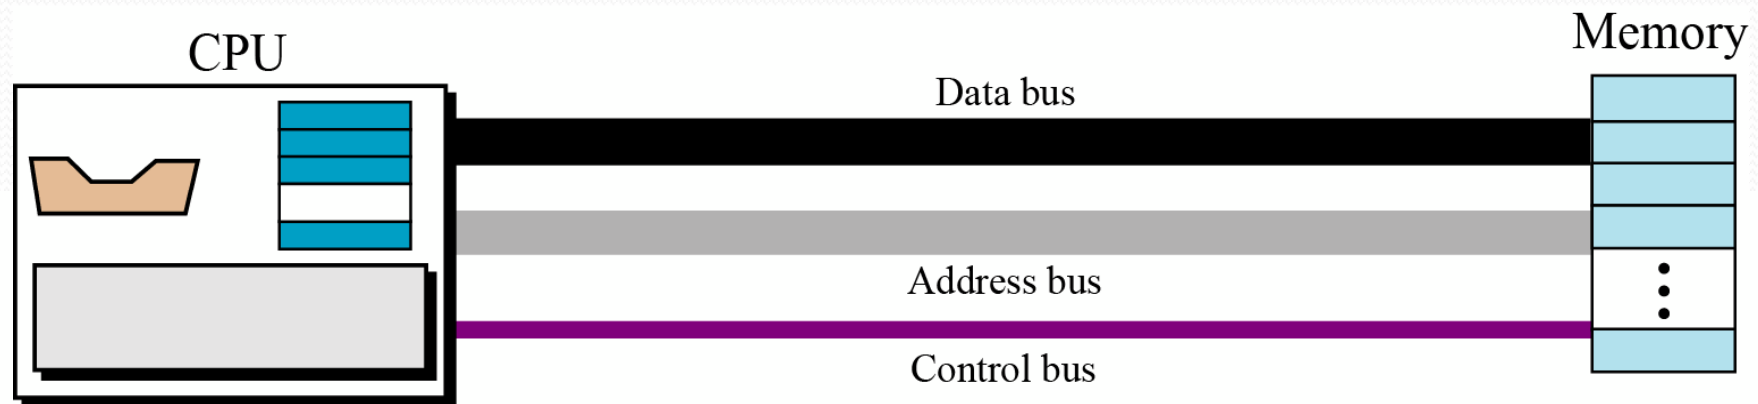 CPU
Memory
Data bus
Address bus
Control bus